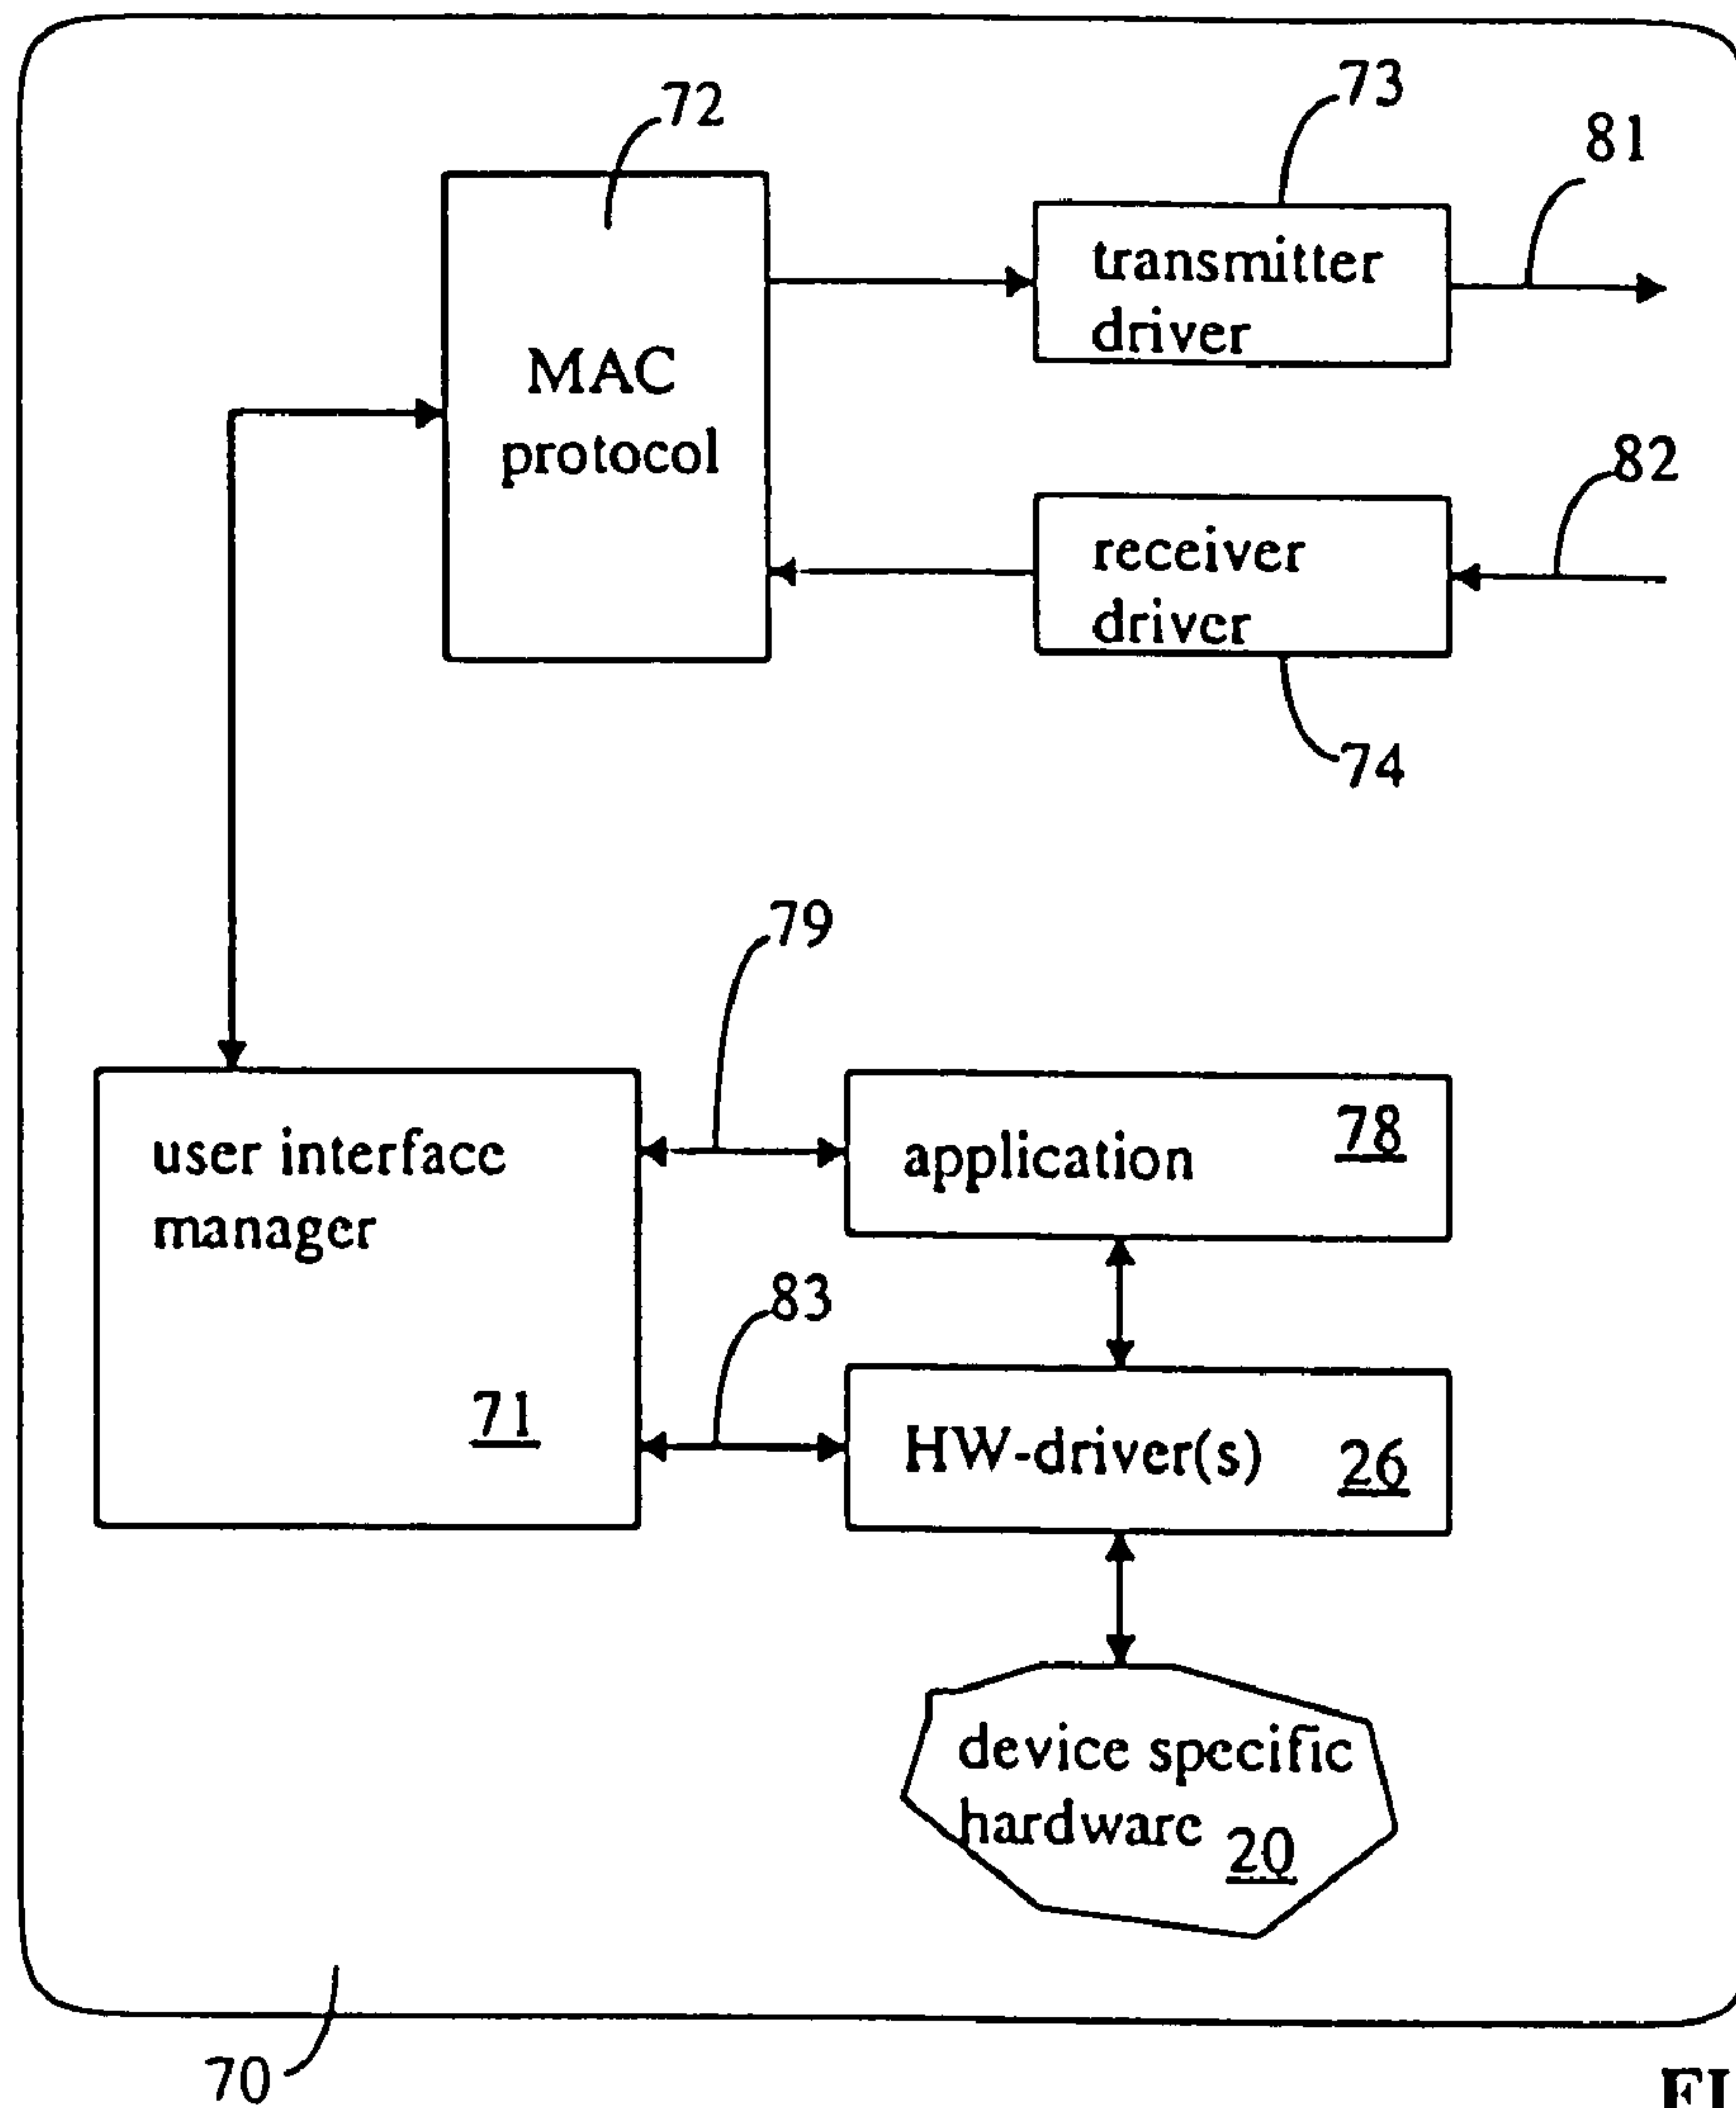 72
73
81
transmitter
driver
MAC
protocol
82
receiver
driver
74
79
user interface
manager
71
application
78
83
HW-driver(s)
26
device specific
hardware
20
70